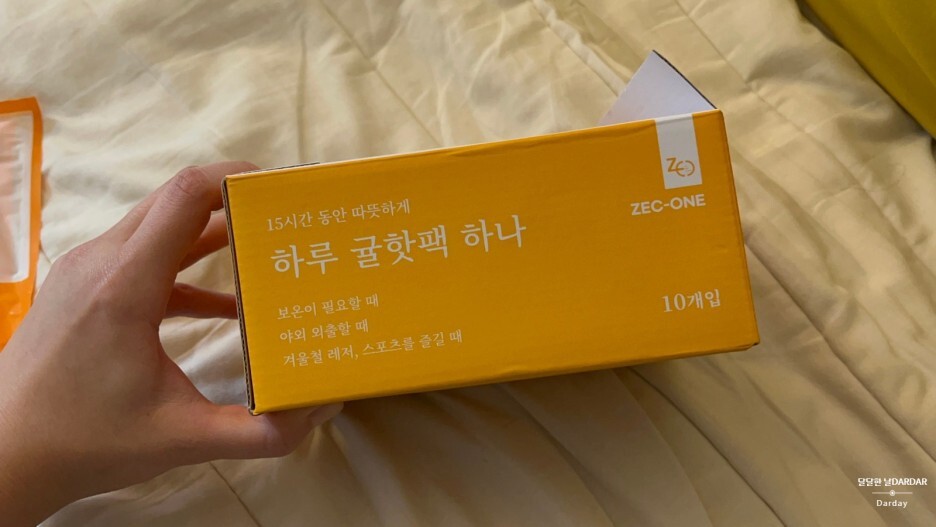 15시간 동안 따뜻하게
하루 귤핫팩 하나
보온이 필요할 때
야외 외출할 때
겨울철 레저, 스포츠를 즐길 때
ZEO
ZEC-ONE
10개입
달달한 날DARDAR
Darday